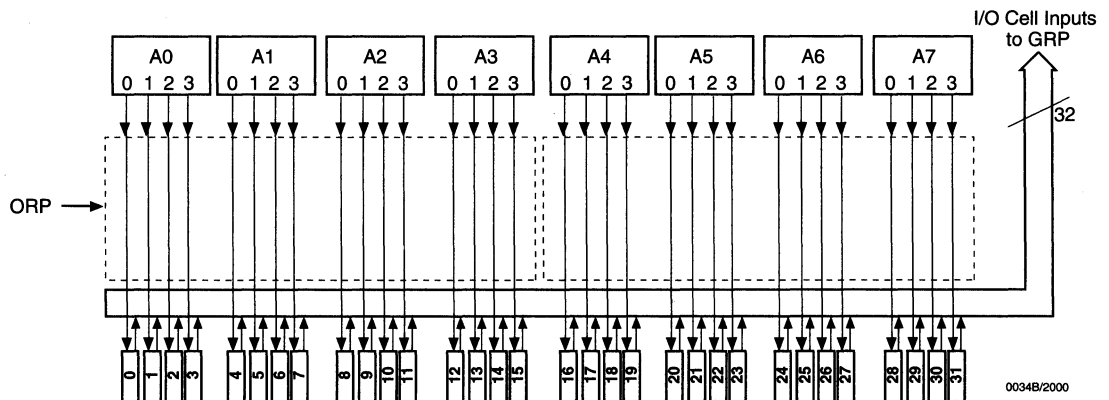 I/O Cell Inputs
to GRP
A0 A1 A2 A3 A4 A5 A6 A7
0 1 2 3 0 1 2 3 0 1 2 3 0 1 2 3 0 1 2 3 0 1 2 3 0 1 2 3 0 1 2 3
32
ORP
0 1 2 3 4 5 6 7 8 9 10 11 12 13 14 15 16 17 18 19 20 21 22 23 24 25 26 27 28 29 30 31
0034B/2000